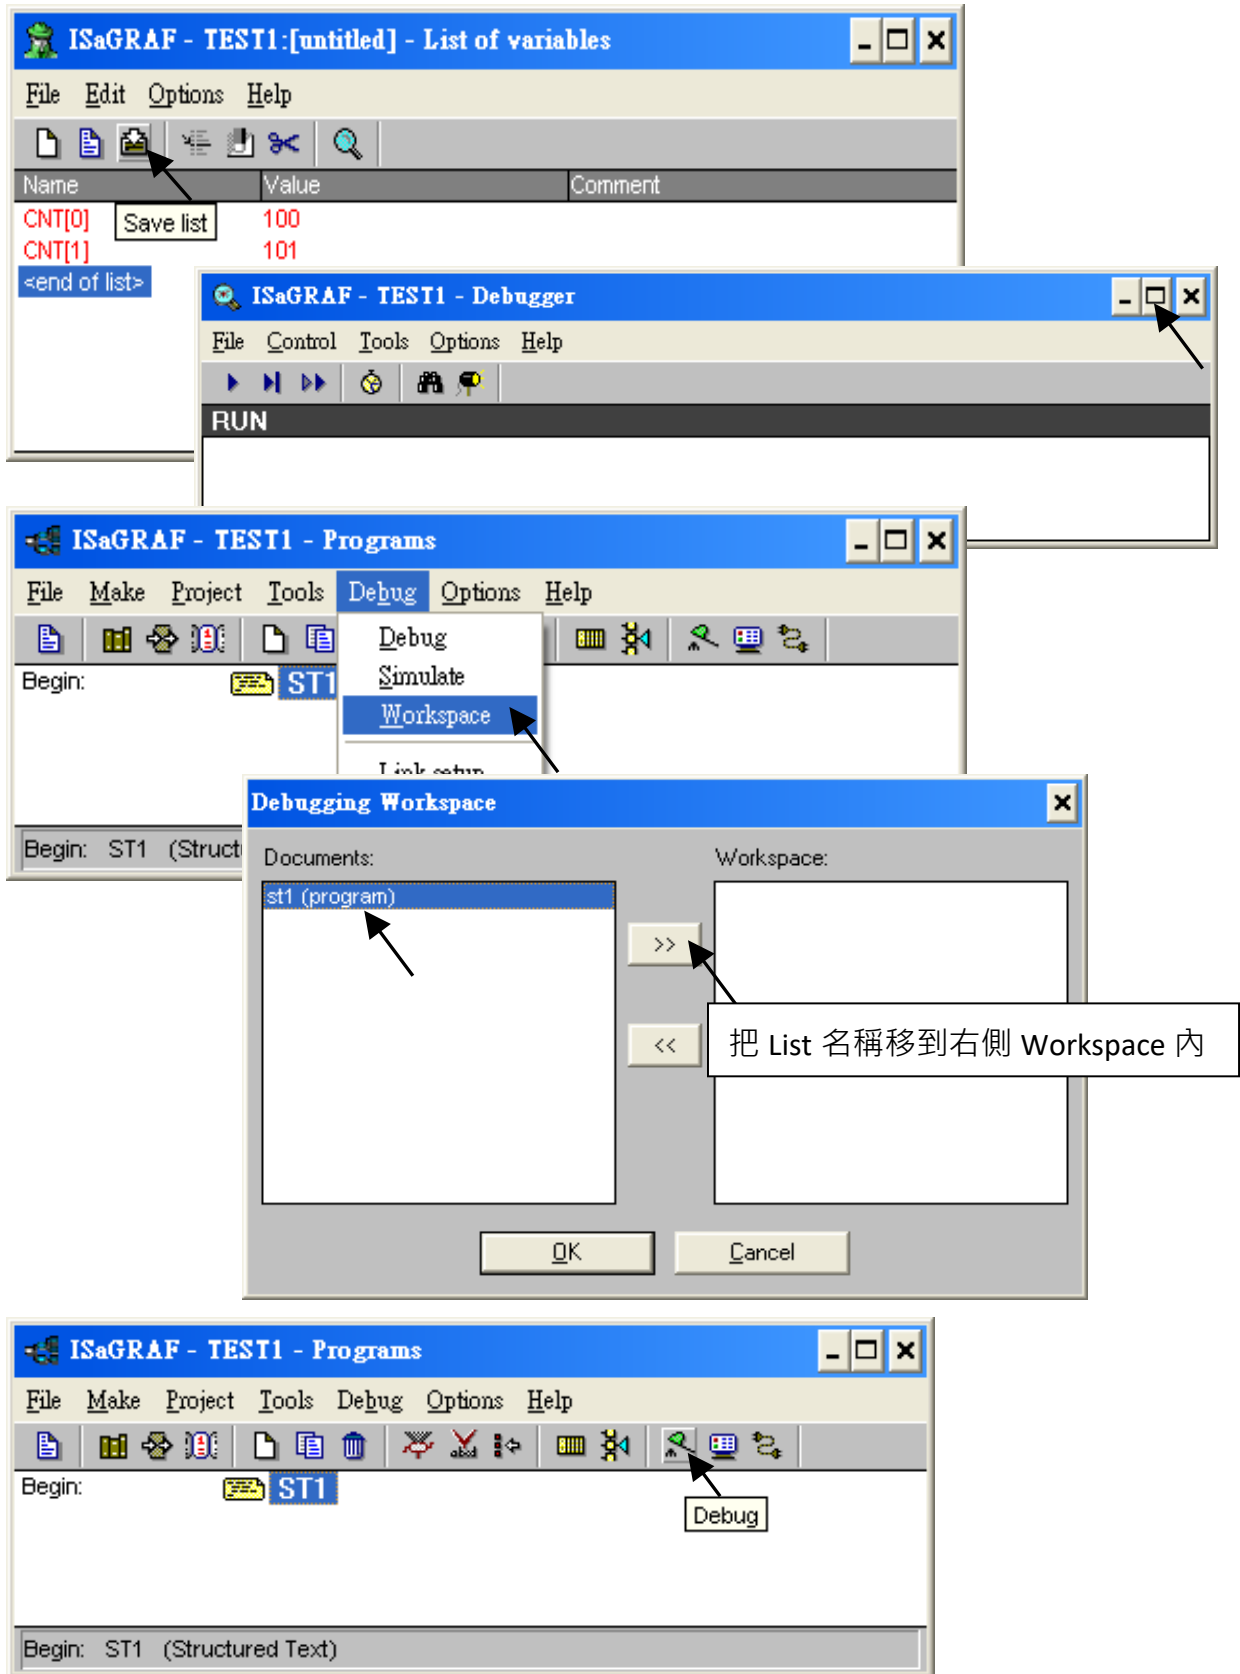 ISaGRAF - TEST1:[untitled] - List of variables
File Edit Options Help
Name Value Comment
CNT[0] 100
Save list
CNT[1] 101
<end of list>
ISaGRAF - TEST1 - Debugger
File Control Tools Options Help
RUN
ISaGRAF - TEST1 - Programs
File Make Project Tools Debug Options Help
Debug
Begin: ST1
Simulate
Workspace
Link setup
Begin: ST1 (Struct
Debugging Workspace
Documents: Workspace:
st1 (program)
>>
<<
把 List 名稱移到右側 Workspace 內
OK Cancel
ISaGRAF - TEST1 - Programs
File Make Project Tools Debug Options Help
Begin: ST1
Debug
Begin: ST1 (Structured Text)